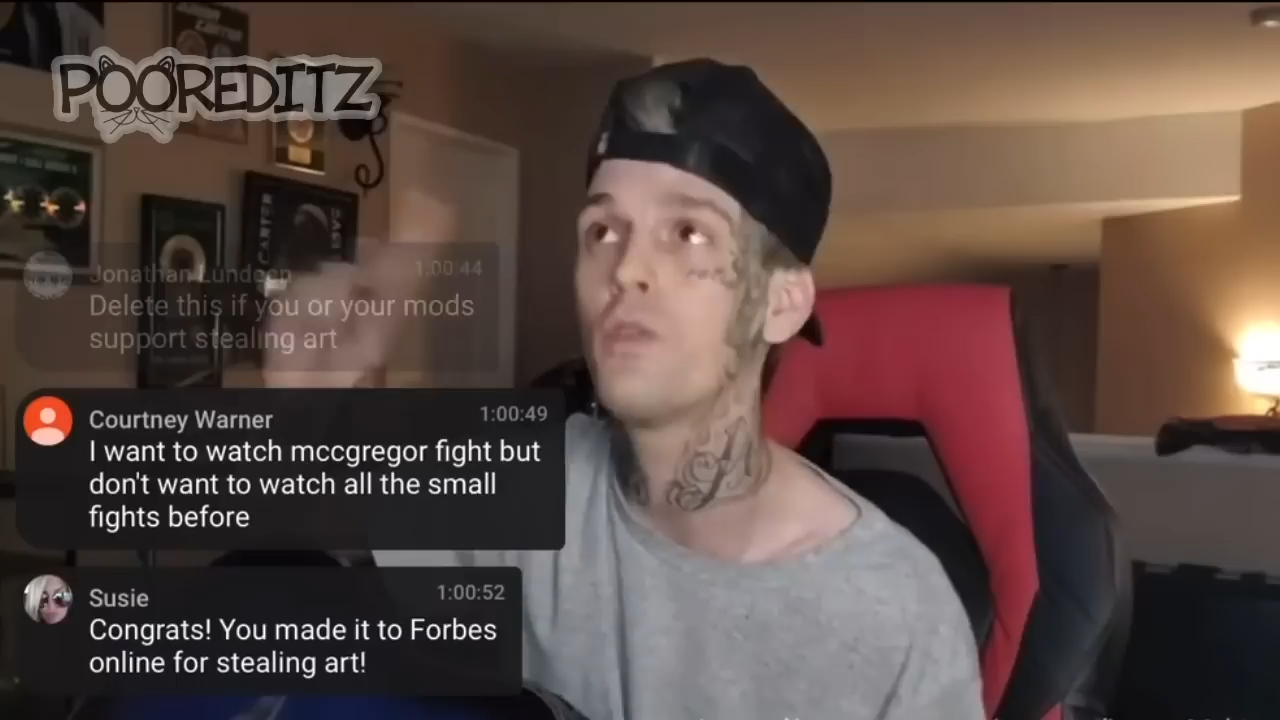 POOREDITZ
CARTER
Jonathan Lundeen
1:00:44
Delete this if you or your mods
support stealing art
Courtney Warner
1:00:49
I want to watch mccgregor fight but
don't want to watch all the small
fights before
Susie
1:00:52
Congrats! You made it to Forbes
online for stealing art!